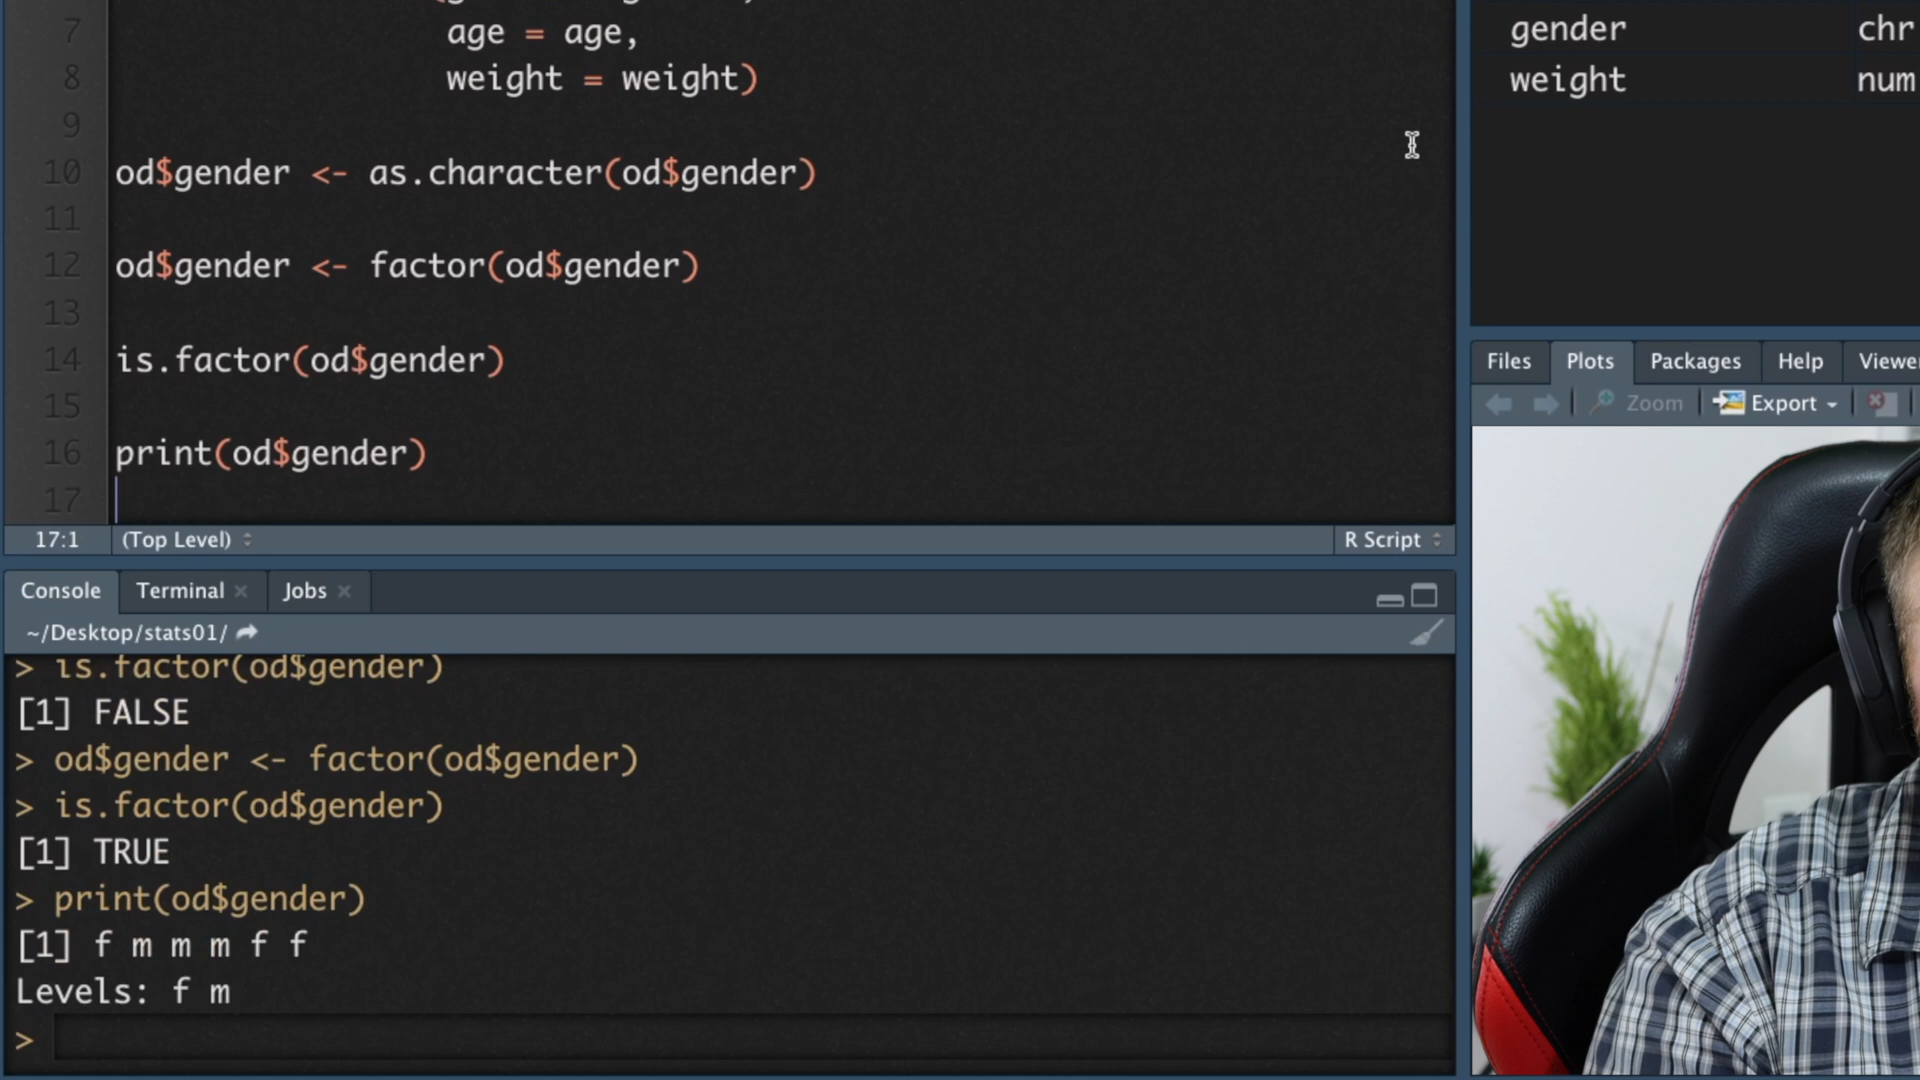 7 age = age,
8 weight = weight)
9
10 od$gender <- as.character(od$gender)
11
12 od$gender <- factor(od$gender)
13
14 is.factor(od$gender)
15
16 print(od$gender)
17
17:1 (Top Level) R Script
Console Terminal Jobs
~/Desktop/stats01/
> is.factor(od$gender)
[1] FALSE
> od$gender <- factor(od$gender)
> is.factor(od$gender)
[1] TRUE
> print(od$gender)
[1] f m m m f f
Levels: f m
>
gender chr
weight num
Files Plots Packages Help Viewer
Zoom Export